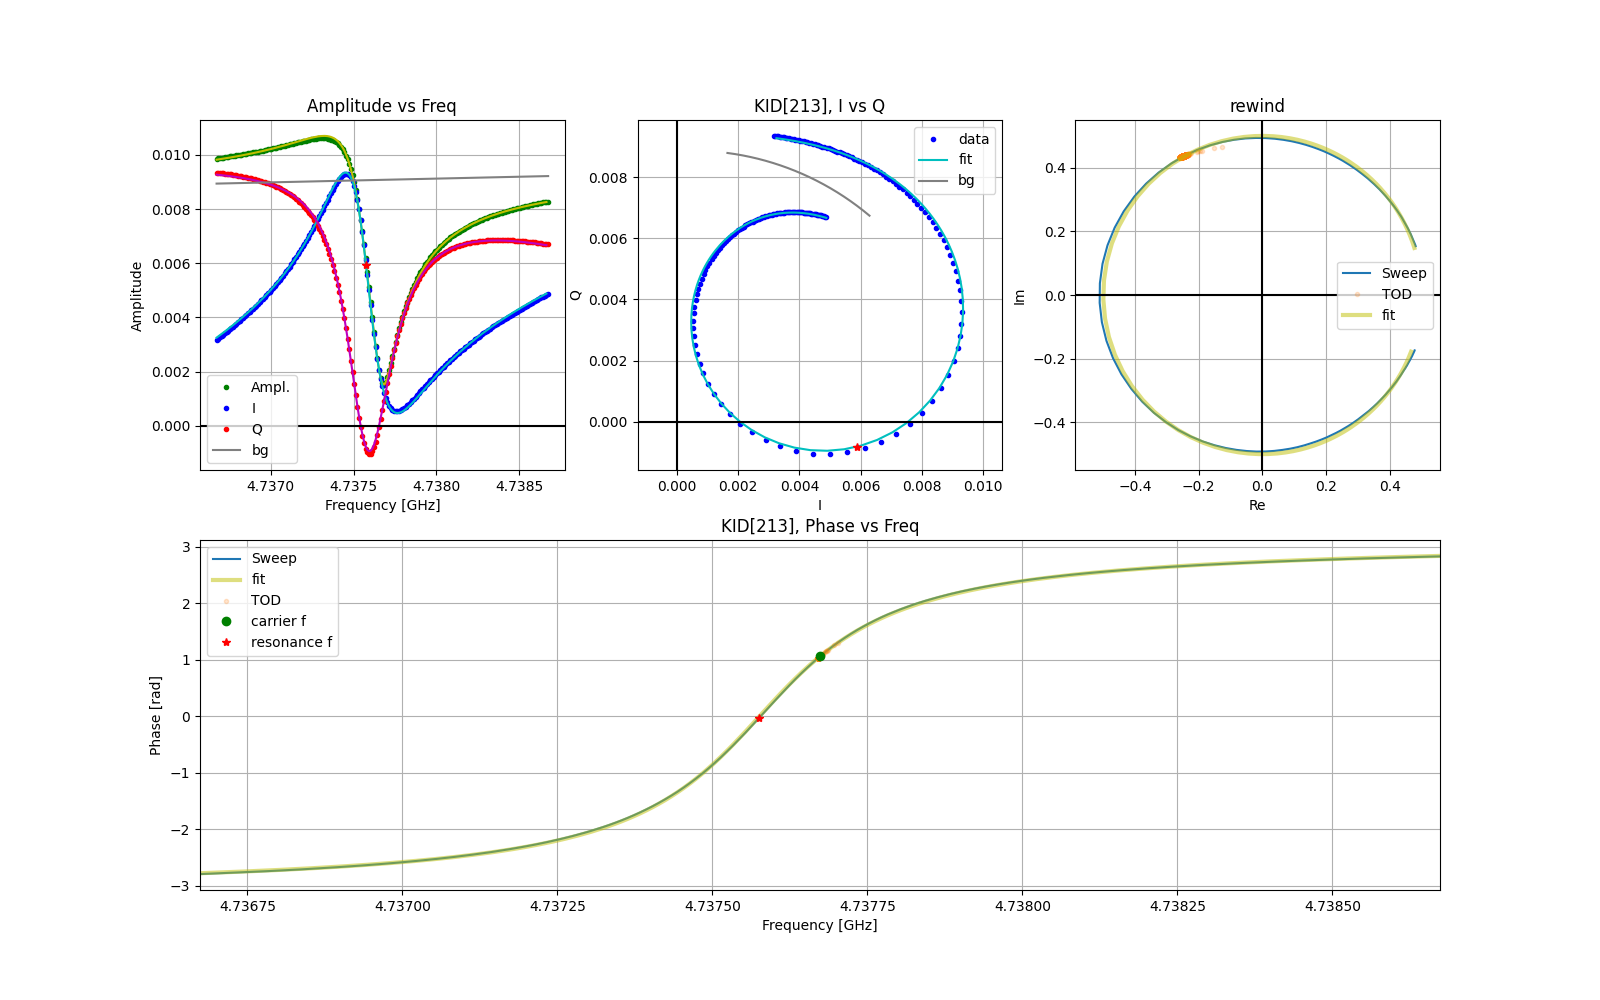 Amplitude vs Freq
Amplitude
0.010
0.008
0.006
0.004
0.002
0.000
Ampl.
I
Q
bg
4.7370 4.7375 4.7380 4.7385
Frequency [GHz]
KID[213], I vs Q
Q
0.008
0.006
0.004
0.002
0.000
data
fit
bg
0.000 0.002 0.004 0.006 0.008 0.010
I
rewind
Im
0.4
0.2
0.0
−0.2
−0.4
Sweep
TOD
fit
−0.4 −0.2 0.0 0.2 0.4
Re
KID[213], Phase vs Freq
Phase [rad]
3
2
1
0
−1
−2
−3
Sweep
fit
TOD
carrier f
resonance f
4.73675 4.73700 4.73725 4.73750 4.73775 4.73800 4.73825 4.73850
Frequency [GHz]